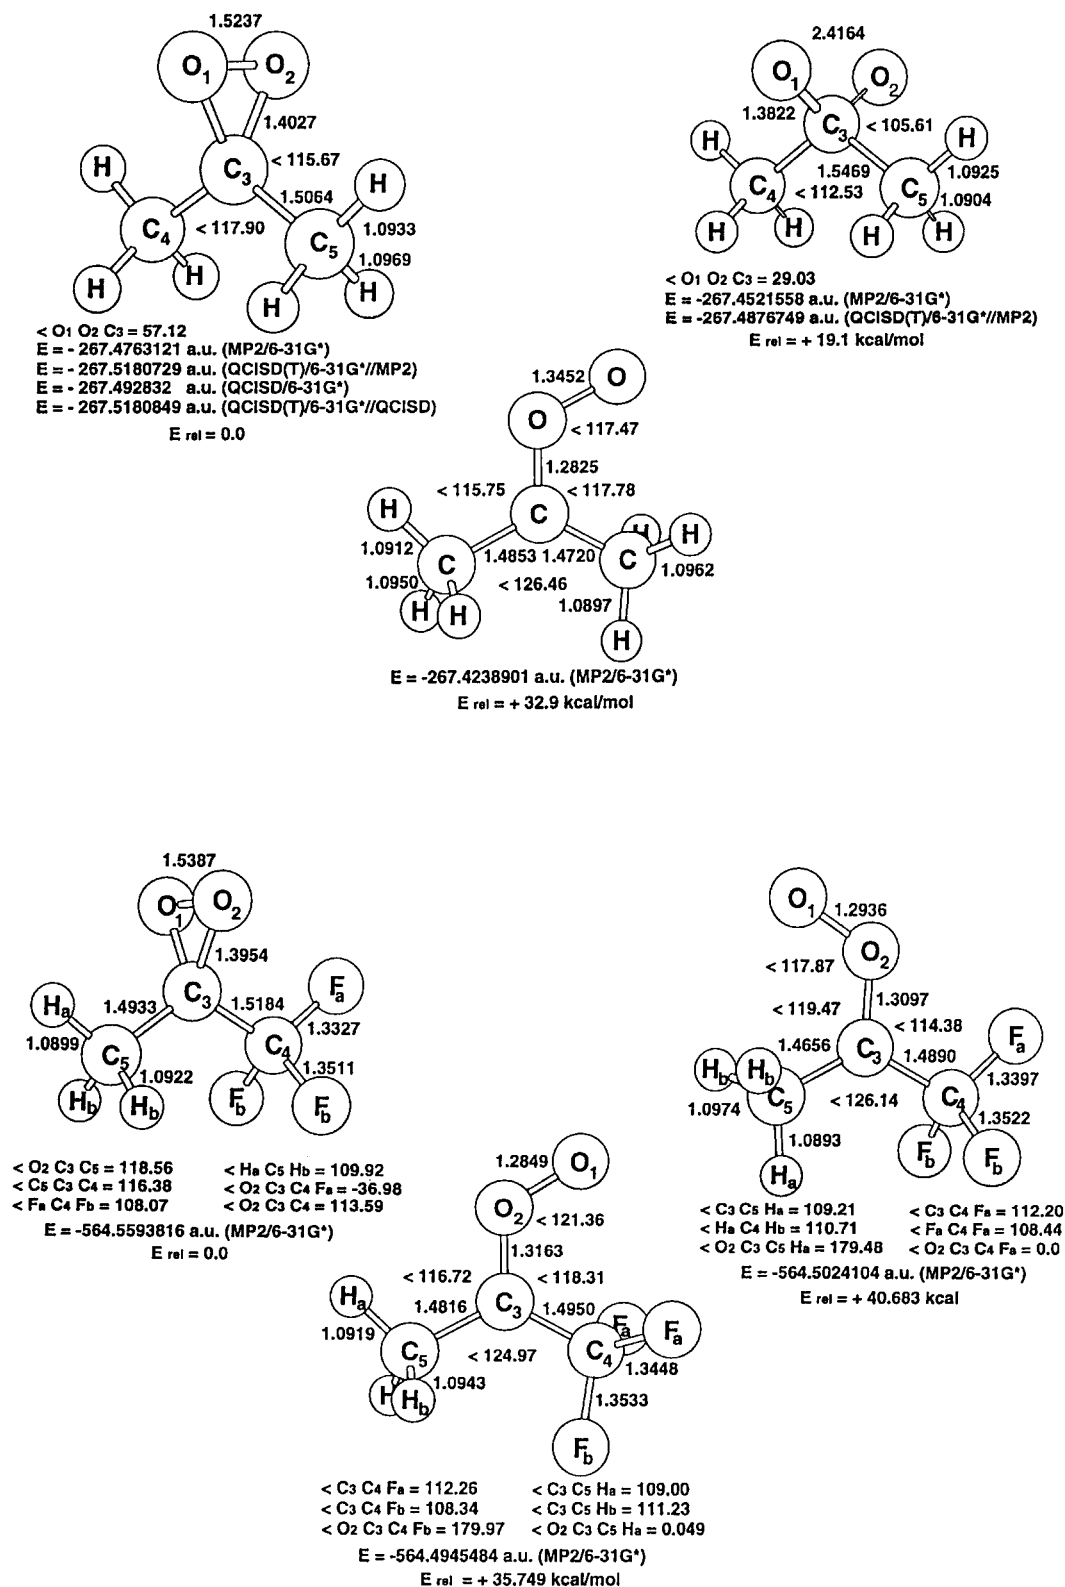 1.5237
O1 O2
1.4027
C3
< 115.67
H
H
1.5064
C4
< 117.90
C5
1.0933
1.0969
H
H
H
H
< O1 O2 C3 = 57.12
E = - 267.4763121 a.u. (MP2/6-31G*)
E = - 267.5180729 a.u. (QCISD(T)/6-31G*//MP2)
E = - 267.492832 a.u. (QCISD/6-31G*)
E = - 267.5180849 a.u. (QCISD(T)/6-31G*//QCISD)
E rel = 0.0
2.4164
O1
O2
1.3822
C3
< 105.61
H
H
1.5469
1.0925
C4
< 112.53
C5
1.0904
H
H
H
H
< O1 O2 C3 = 29.03
E = -267.4521558 a.u. (MP2/6-31G*)
E = -267.4876749 a.u. (QCISD(T)/6-31G*//MP2)
E rel = + 19.1 kcal/mol
1.3452
O
O
< 117.47
1.2825
< 115.75
< 117.78
H
C
H
H
1.0912
1.4853
1.4720
C
C
1.0962
1.0950
< 126.46
1.0897
H
H
H
E = -267.4238901 a.u. (MP2/6-31G*)
E rel = + 32.9 kcal/mol
1.5387
O1
O2
1.3954
Ha
1.4933
C3
1.5184
Fa
1.0899
C5
C4
1.3327
1.0922
1.3511
Hb
Hb
Fb
Fb
< O2 C3 C5 = 118.56
< Ha C5 Hb = 109.92
< C5 C3 C4 = 116.38
< O2 C3 C4 Fa = -36.98
< Fa C4 Fb = 108.07
< O2 C3 C4 = 113.59
E = -564.5593816 a.u. (MP2/6-31G*)
E rel = 0.0
O1
1.2936
O2
< 117.87
1.3097
< 119.47
< 114.38
1.4656
C3
1.4890
Fa
Hb
Hb
1.3397
C5
C4
1.0974
< 126.14
1.3522
1.0893
Fb
Fb
Ha
< C3 C5 Ha = 109.21
< C3 C4 Fa = 112.20
< Ha C4 Hb = 110.71
< Fa C4 Fa = 108.44
< O2 C3 C5 Ha = 179.48
< O2 C3 C4 Fa = 0.0
E = -564.5024104 a.u. (MP2/6-31G*)
E rel = + 40.683 kcal
1.2849
O1
O2
< 121.36
1.3163
< 116.72
< 118.31
Ha
C3
1.4816
1.4950
Fa
Fa
1.0919
C5
< 124.97
C4
1.3448
1.0943
1.3533
H
Hb
Fb
< C3 C4 Fa = 112.26
< C3 C5 Ha = 109.00
< C3 C4 Fb = 108.34
< C3 C5 Hb = 111.23
< O2 C3 C4 Fb = 179.97
< O2 C3 C5 Ha = 0.049
E = -564.4945484 a.u. (MP2/6-31G*)
E rel = + 35.749 kcal/mol